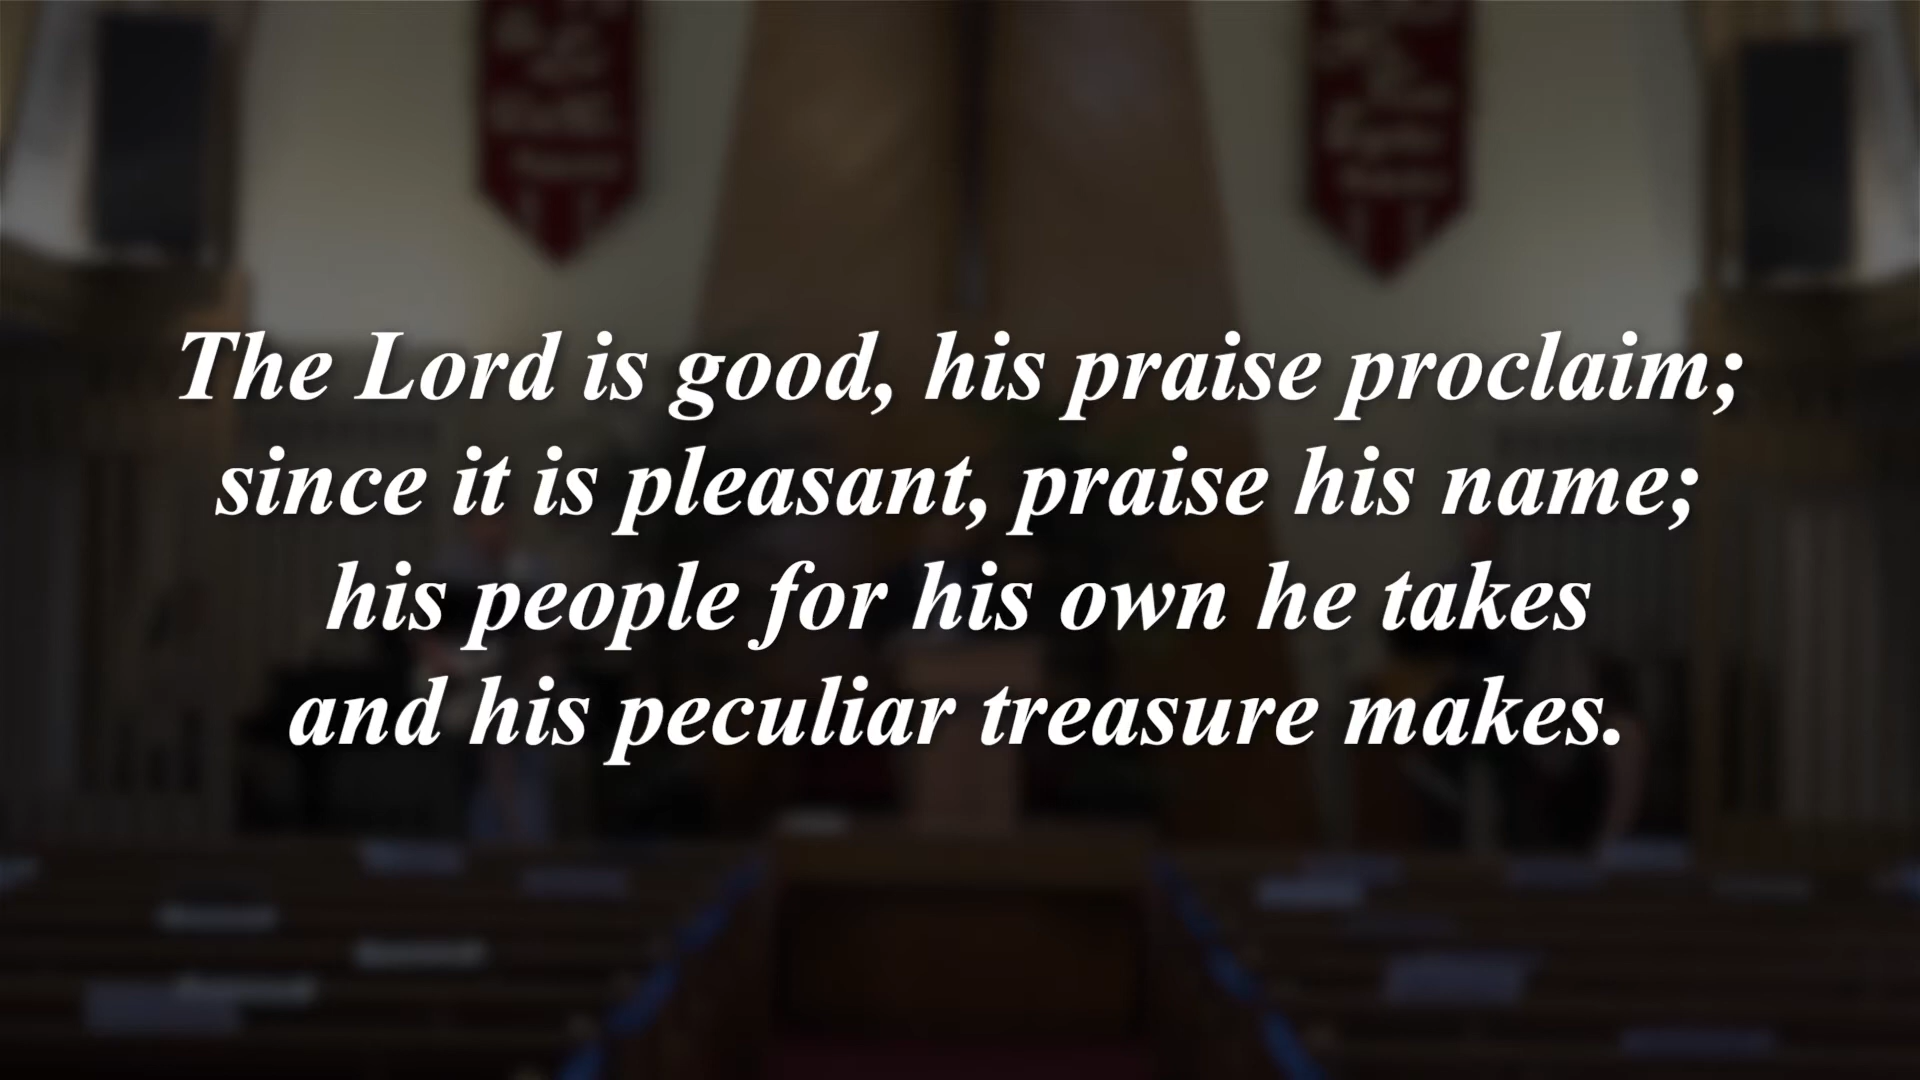 The Lord is good, his praise proclaim;
since it is pleasant, praise his name;
his people for his own he takes
and his peculiar treasure makes.